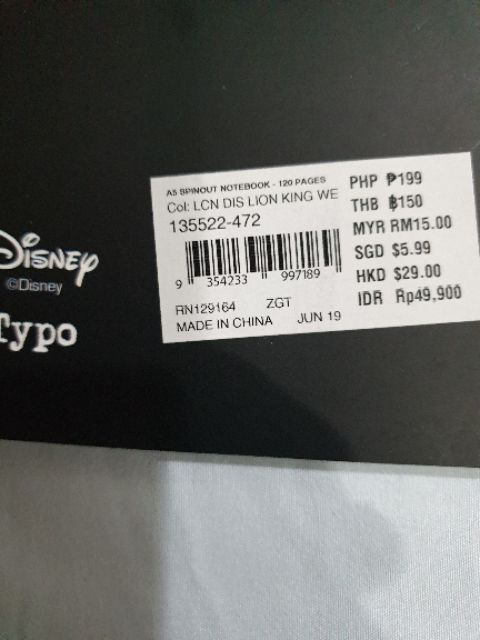 A5 SPINOUT NOTEBOOK - 120 PAGES
Col: LCN DIS LION KING WE
135522-472
9 354233 997189
RN129164 ZGT
MADE IN CHINA JUN 19
PHP ₱199
THB ฿150
MYR RM15.00
SGD $5.99
HKD $29.00
IDR Rp49,900
Disney
©Disney
Typo